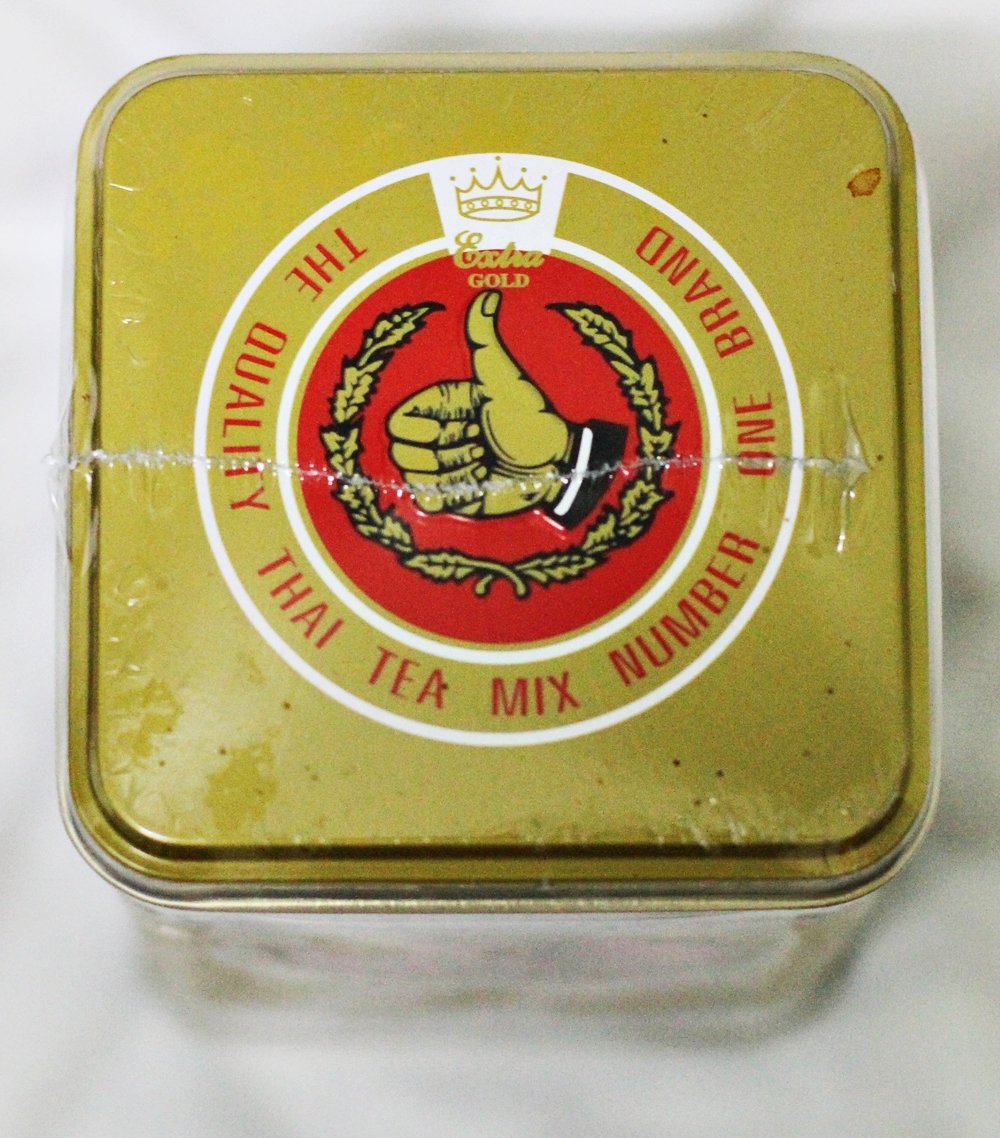 Extra
GOLD
THE QUALITY THAI TEA MIX NUMBER ONE BRAND